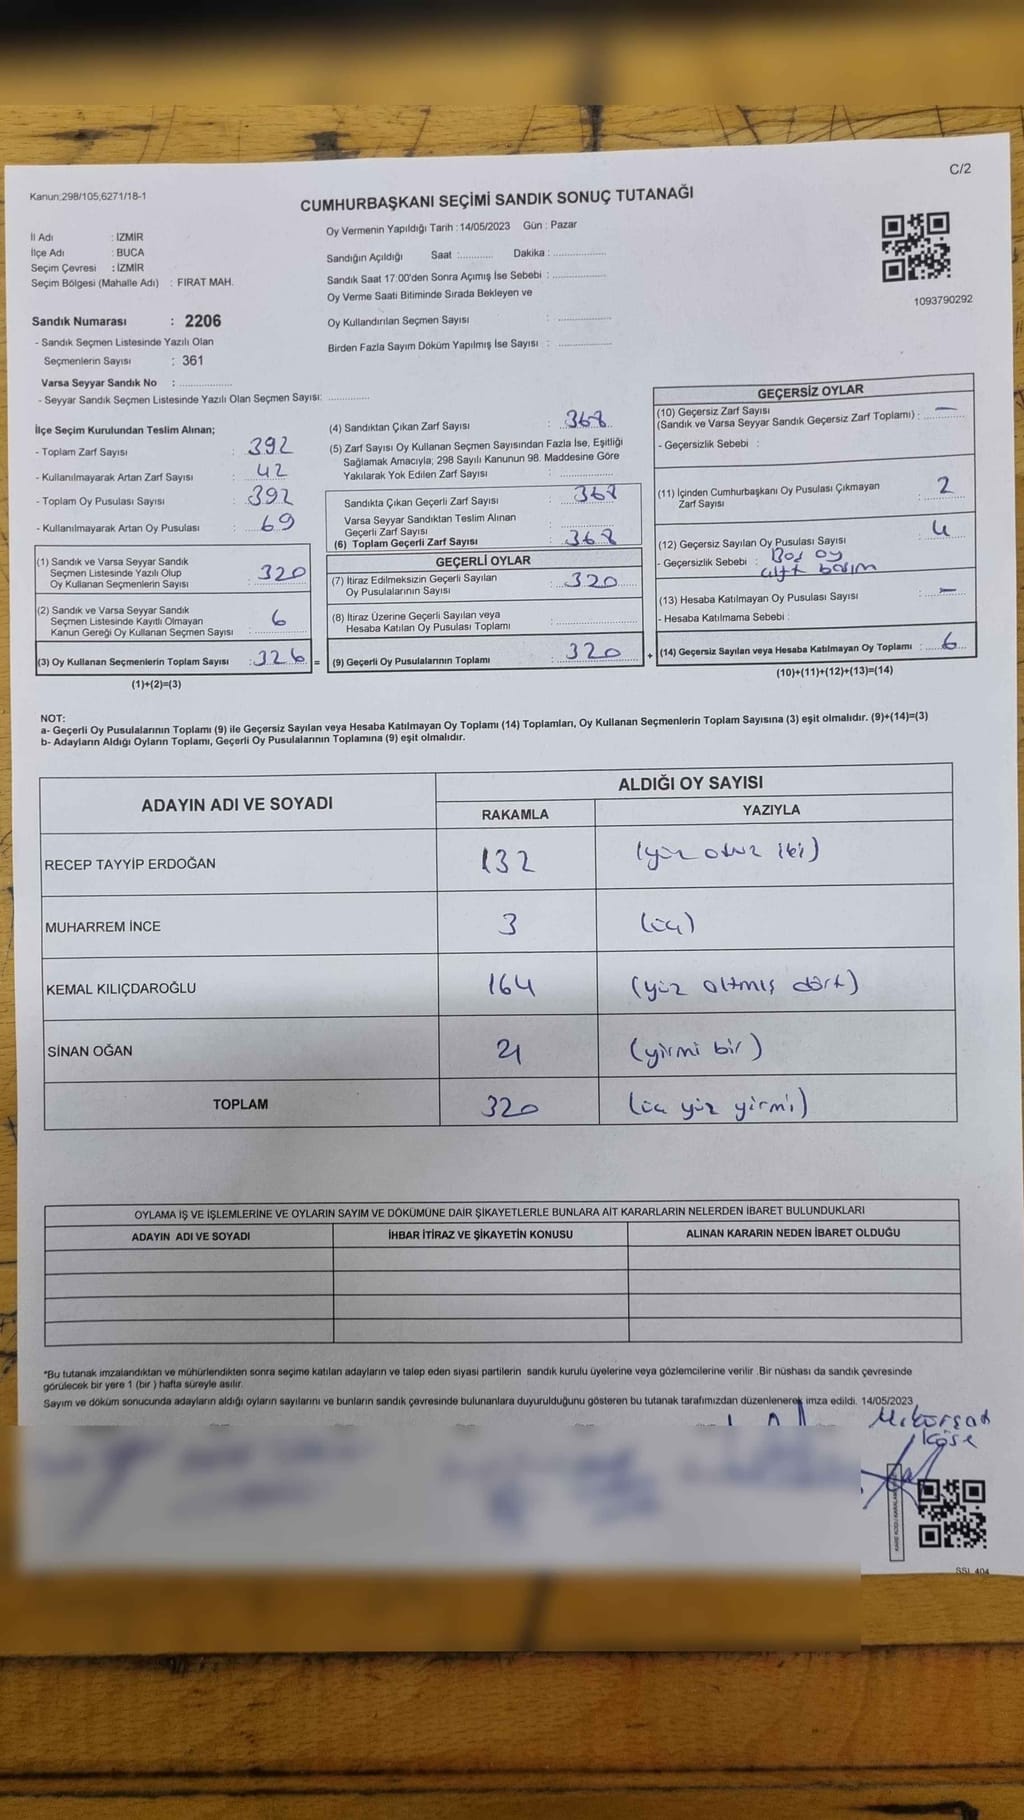 Kanun:298/105,6271/18-1
C/2
CUMHURBAŞKANI SEÇİMİ SANDIK SONUÇ TUTANAĞI
İl Adı : İZMİR
İlçe Adı : BUCA
Seçim Çevresi : İZMİR
Seçim Bölgesi (Mahalle Adı) : FIRAT MAH.
Oy Vermenin Yapıldığı Tarih : 14/05/2023 Gün : Pazar
Sandığın Açıldığı Saat :.......... Dakika :................
Sandık Saat 17:00'den Sonra Açımış İse Sebebi :................
Oy Verme Saati Bitiminde Sırada Bekleyen ve
Oy Kullandırılan Seçmen Sayısı : ................
Birden Fazla Sayım Döküm Yapılmış İse Sayısı : ................
1093790292
Sandık Numarası : 2206
- Sandık Seçmen Listesinde Yazılı Olan
Seçmenlerin Sayısı : 361
Varsa Seyyar Sandık No : ................
- Seyyar Sandık Seçmen Listesinde Yazılı Olan Seçmen Sayısı: ............
İlçe Seçim Kurulundan Teslim Alınan;
- Toplam Zarf Sayısı : 392
- Kullanılmayarak Artan Zarf Sayısı : 42
- Toplam Oy Pusulası Sayısı : 392
- Kullanılmayarak Artan Oy Pusulası : 69
(1) Sandık ve Varsa Seyyar Sandık
Seçmen Listesinde Yazılı Olup
Oy Kullanan Seçmenlerin Sayısı : 320
(2) Sandık ve Varsa Seyyar Sandık
Seçmen Listesinde Kayıtlı Olmayan
Kanun Gereği Oy Kullanan Seçmen Sayısı : 6
(3) Oy Kullanan Seçmenlerin Toplam Sayısı : 326 =
(1)+(2)=(3)
(4) Sandıktan Çıkan Zarf Sayısı : 368
(5) Zarf Sayısı Oy Kullanan Seçmen Sayısından Fazla İse, Eşitliği
Sağlamak Amacıyla; 298 Sayılı Kanunun 98. Maddesine Göre
Yakılarak Yok Edilen Zarf Sayısı : ................
Sandıkta Çıkan Geçerli Zarf Sayısı : 368
Varsa Seyyar Sandıktan Teslim Alınan
Geçerli Zarf Sayısı : ................
(6) Toplam Geçerli Zarf Sayısı : 368
GEÇERLİ OYLAR
(7) İtiraz Edilmeksizin Geçerli Sayılan
Oy Pusulalarının Sayısı : 320
(8) İtiraz Üzerine Geçerli Sayılan veya
Hesaba Katılan Oy Pusulası Toplamı : ................
(9) Geçerli Oy Pusulalarının Toplamı : 320 +
GEÇERSİZ OYLAR
(10) Geçersiz Zarf Sayısı
(Sandık ve Varsa Seyyar Sandık Geçersiz Zarf Toplamı) : –
- Geçersizlik Sebebi :
(11) İçinden Cumhurbaşkanı Oy Pusulası Çıkmayan
Zarf Sayısı : 2
(12) Geçersiz Sayılan Oy Pusulası Sayısı : 4
- Geçersizlik Sebebi : Boş oy
çift basım
(13) Hesaba Katılmayan Oy Pusulası Sayısı : –
- Hesaba Katılmama Sebebi :
(14) Geçersiz Sayılan veya Hesaba Katılmayan Oy Toplamı : 6
(10)+(11)+(12)+(13)=(14)
NOT:
a- Geçerli Oy Pusulalarının Toplamı (9) ile Geçersiz Sayılan veya Hesaba Katılmayan Oy Toplamı (14) Toplamları, Oy Kullanan Seçmenlerin Toplam Sayısına (3) eşit olmalıdır. (9)+(14)=(3)
b- Adayların Aldığı Oyların Toplamı, Geçerli Oy Pusulalarının Toplamına (9) eşit olmalıdır.
ADAYIN ADI VE SOYADI ALDIĞI OY SAYISI
RAKAMLA YAZIYLA
RECEP TAYYİP ERDOĞAN 132 (yüz otuz iki)
MUHARREM İNCE 3 (üç)
KEMAL KILIÇDAROĞLU 164 (yüz altmış dört)
SİNAN OĞAN 21 (yirmi bir)
TOPLAM 320 (üç yüz yirmi)
OYLAMA İŞ VE İŞLEMLERİNE VE OYLARIN SAYIM VE DÖKÜMÜNE DAİR ŞİKAYETLERLE BUNLARA AİT KARARLARIN NELERDEN İBARET BULUNDUKLARI
ADAYIN ADI VE SOYADI İHBAR İTİRAZ VE ŞİKAYETİN KONUSU ALINAN KARARIN NEDEN İBARET OLDUĞU
*Bu tutanak imzalandıktan ve mühürlendikten sonra seçime katılan adayların ve talep eden siyasi partilerin sandık kurulu üyelerine veya gözlemcilerine verilir .Bir nüshası da sandık çevresinde
görülecek bir yere 1 (bir ) hafta süreyle asılır.
Sayım ve döküm sonucunda adayların aldığı oyların sayılarını ve bunların sandık çevresinde bulunanlara duyurulduğunu gösteren bu tutanak tarafımızdan düzenlenerek imza edildi. 14/05/2023
Köse
SSI_404